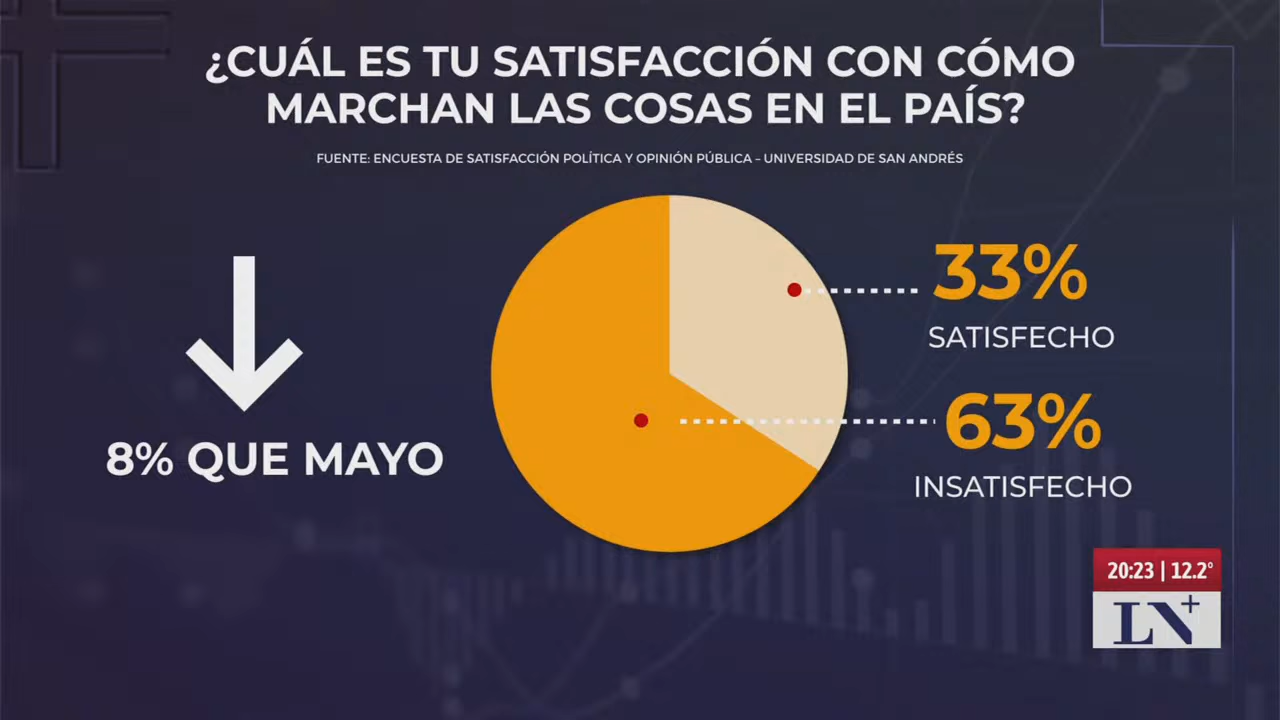 ¿CUÁL ES TU SATISFACCIÓN CON CÓMO
MARCHAN LAS COSAS EN EL PAÍS?
FUENTE: ENCUESTA DE SATISFACCIÓN POLÍTICA Y OPINIÓN PÚBLICA – UNIVERSIDAD DE SAN ANDRÉS
8% QUE MAYO
33%
SATISFECHO
63%
INSATISFECHO
20:23 | 12.2°
LN+